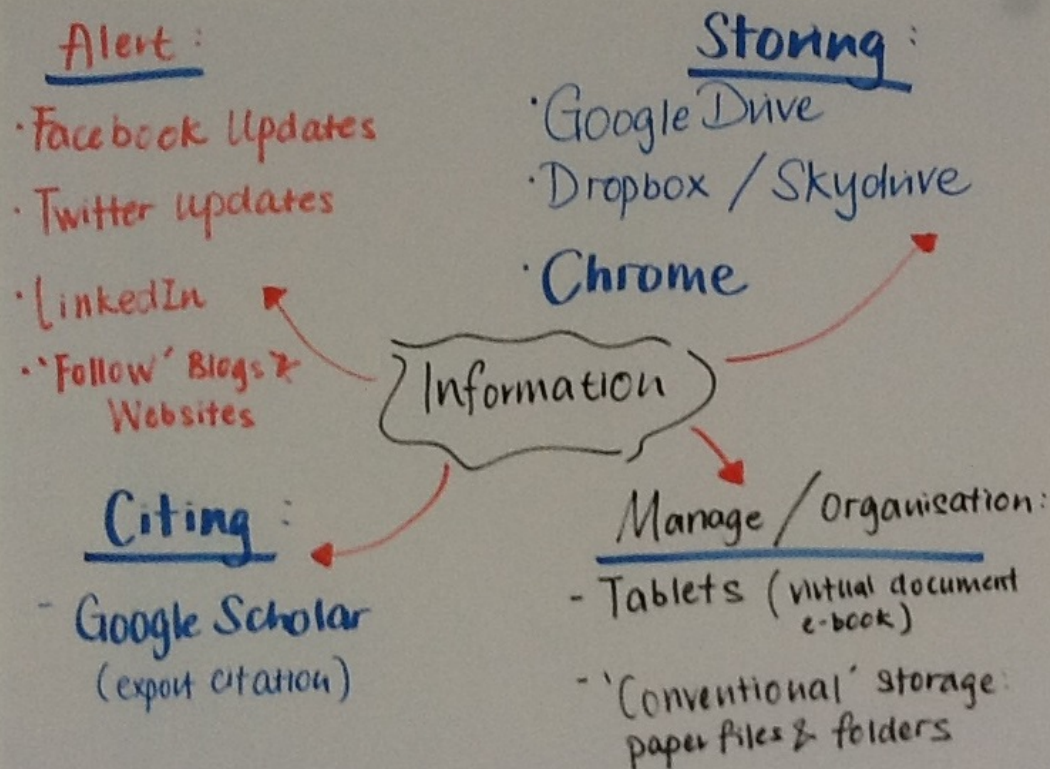 Alert :
·Facebook Updates
· Twitter updates
· LinkedIn
·'Follow' Blogs &
Websites
Storing :
·Google Drive
·Dropbox / Skydrive
·Chrome
Information
Citing :
- Google Scholar
(export citation)
Manage / Organisation:
- Tablets (virtual document
e-book)
- 'Conventional' storage:
paper files & folders